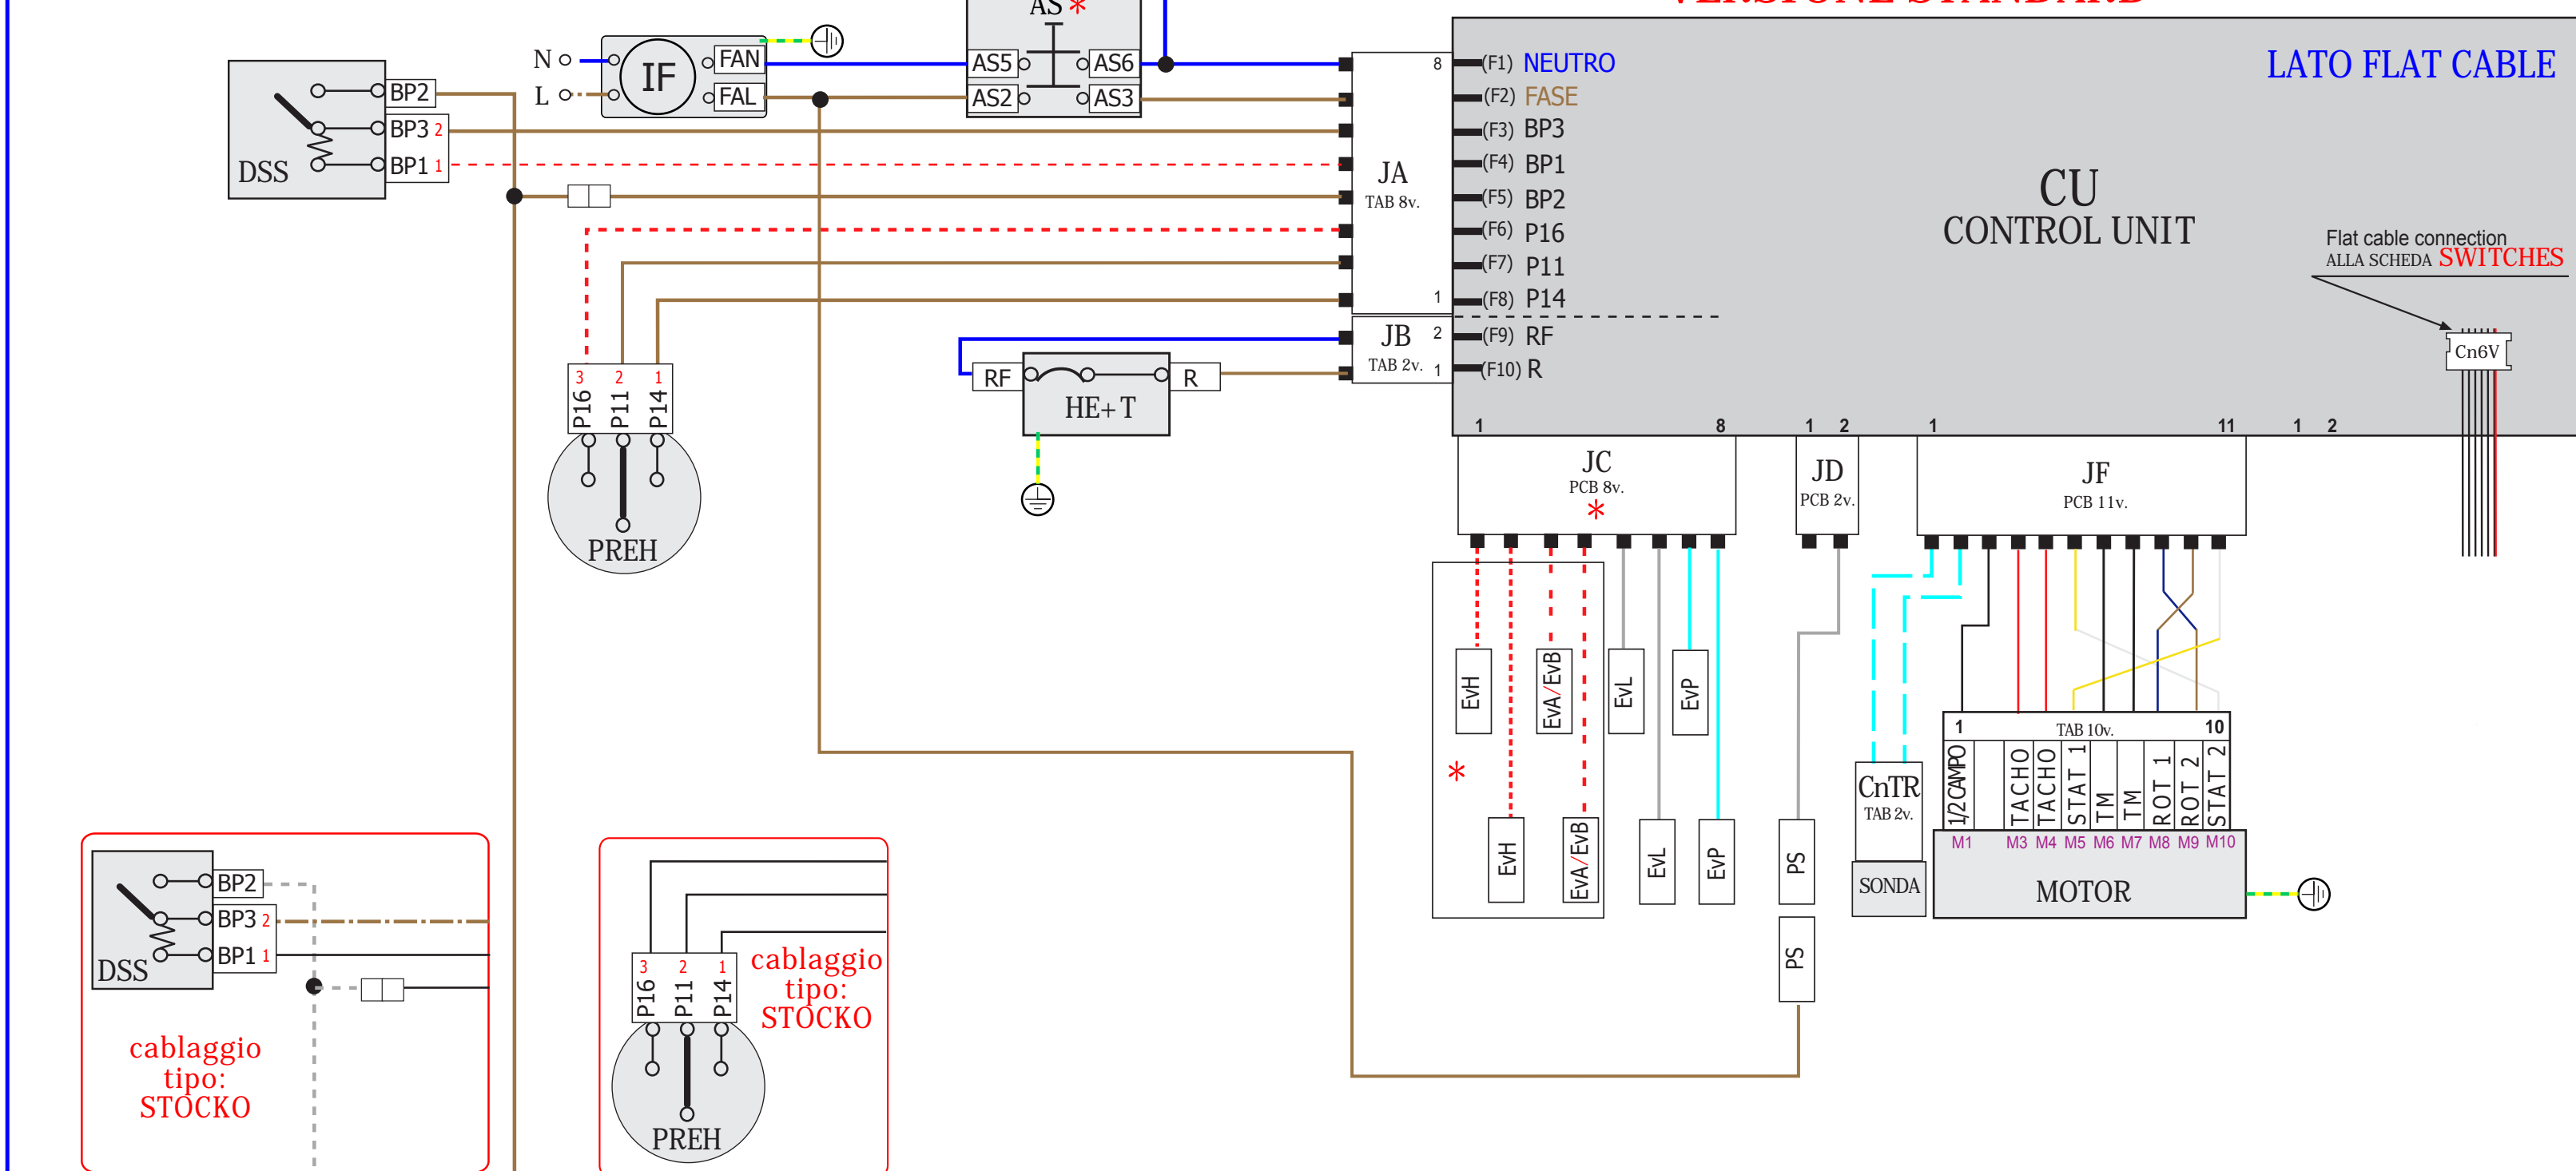 VERSIONE STANDARD
AS *
N
L
IF
FAN
FAL
AS5
AS6
AS2
AS3
DSS
BP2
BP3 2
BP1 1
JA
TAB 8v.
8
1
(F1) NEUTRO
(F2) FASE
(F3) BP3
(F4) BP1
(F5) BP2
(F6) P16
(F7) P11
(F8) P14
(F9) RF
(F10) R
LATO FLAT CABLE
CU
CONTROL UNIT
Flat cable connection
ALLA SCHEDA SWITCHES
Cn6V
JB
TAB 2v.
2
1
RF
R
HE+T
3 2 1
P16 P11 P14
PREH
1 8 1 2 1 11 1 2
JC
PCB 8v.
*
JD
PCB 2v.
JF
PCB 11v.
EvH
EvA/EvB
EvL
EvP
*
EvH
EvA/EvB
EvL
EvP
PS
PS
CnTR
TAB 2v.
SONDA
1 TAB 10v. 10
1/2CAMPO
TACHO
TACHO
STAT 1
TM
TM
ROT 1
ROT 2
STAT 2
M1 M3 M4 M5 M6 M7 M8 M9 M10
MOTOR
DSS
BP2
BP3 2
BP1 1
cablaggio
tipo:
STOCKO
3 2 1
P16 P11 P14
PREH
cablaggio
tipo:
STOCKO